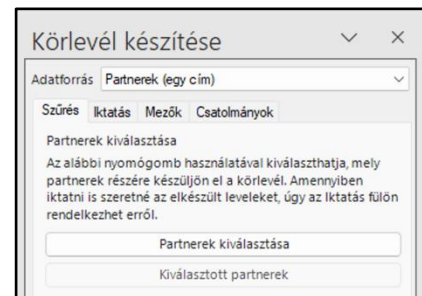 Körlevél készítése
Adatforrás Partnerek (egy cím)
Szűrés Iktatás Mezők Csatolmányok
Partnerek kiválasztása
Az alábbi nyomógomb használatával kiválaszthatja, mely
partnerek részére készüljön el a körlevél. Amennyiben
iktatni is szeretné az elkészült leveleket, úgy az Iktatás fülön
rendelkezhet erről.
Partnerek kiválasztása
Kiválasztott partnerek